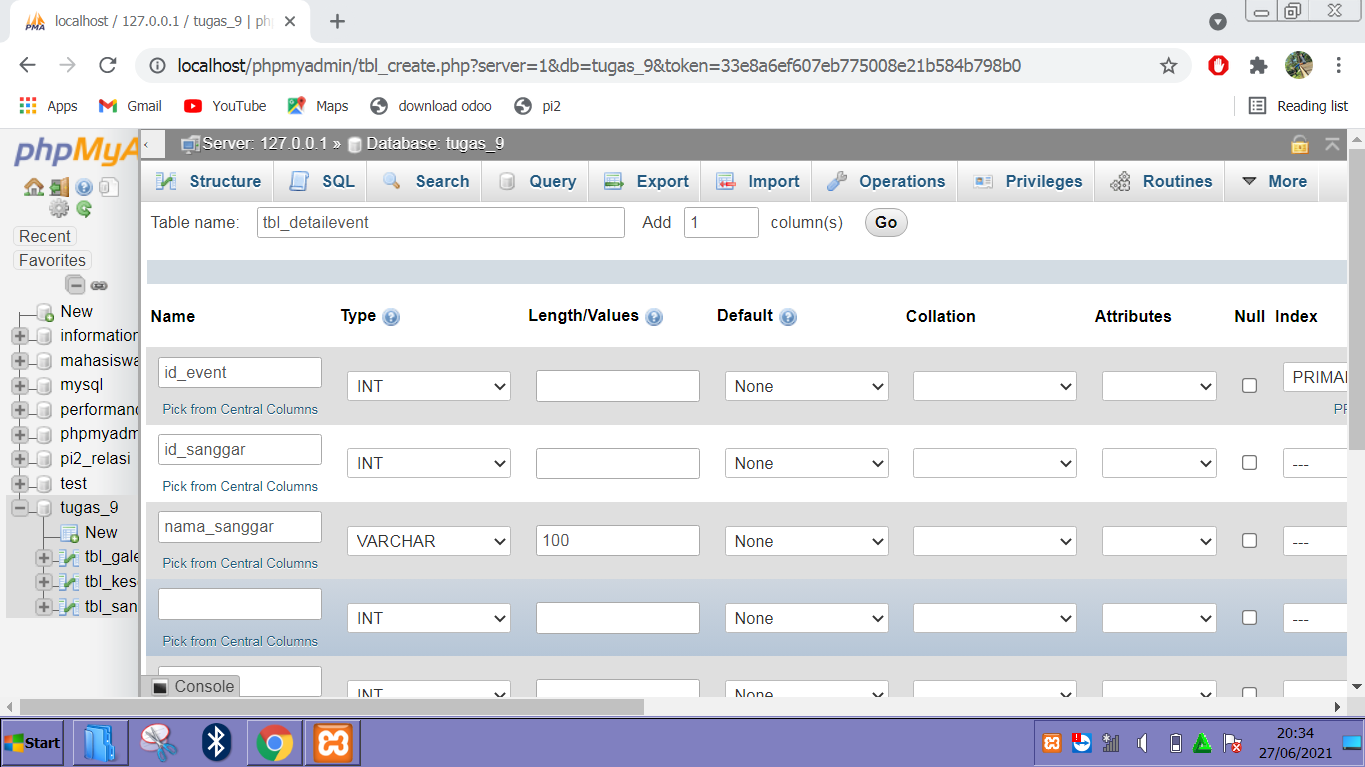 PMA localhost / 127.0.0.1 / tugas_9 | ph
localhost/phpmyadmin/tbl_create.php?server=1&db=tugas_9&token=33e8a6ef607eb775008e21b584b798b0
Apps Gmail YouTube Maps download odoo pi2 Reading list
phpMyA
Server: 127.0.0.1 » Database: tugas_9
Structure SQL Search Query Export Import Operations Privileges Routines More
Recent
Favorites
New
information
mahasiswa
mysql
performanc
phpmyadm
pi2_relasi
test
tugas_9
New
tbl_gale
tbl_kes
tbl_san
Table name: tbl_detailevent Add 1 column(s) Go
Name Type Length/Values Default Collation Attributes Null Index
id_event INT None PRIMAI
Pick from Central Columns PF
id_sanggar INT None ---
Pick from Central Columns
nama_sanggar VARCHAR 100 None ---
Pick from Central Columns
INT None ---
Pick from Central Columns
INT None
Console
Start 20:34
27/06/2021